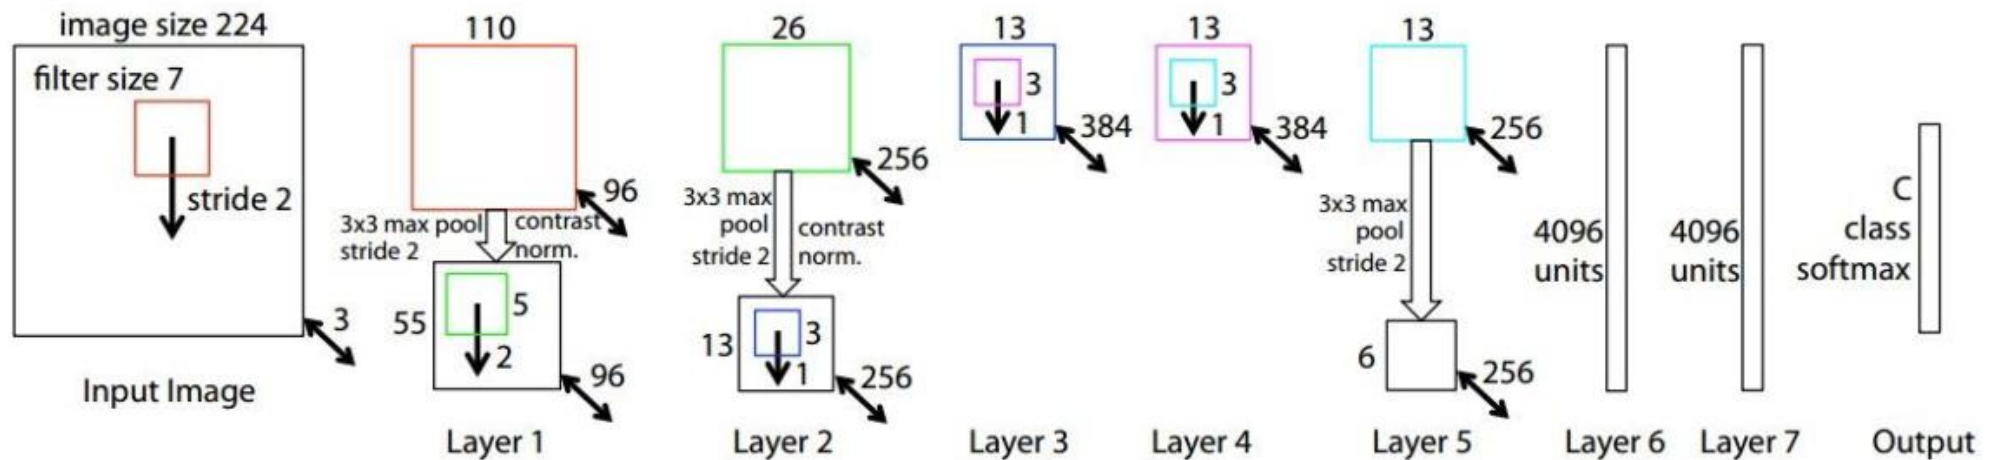 image size 224
filter size 7
stride 2
3
Input Image
110
96
3x3 max pool
stride 2
contrast
norm.
55
5
2
96
Layer 1
26
256
3x3 max
pool
stride 2
contrast
norm.
13
3
1
256
Layer 2
13
3
1
384
Layer 3
13
3
1
384
Layer 4
13
256
3x3 max
pool
stride 2
6
256
Layer 5
4096
units
Layer 6
4096
units
Layer 7
C
class
softmax
Output